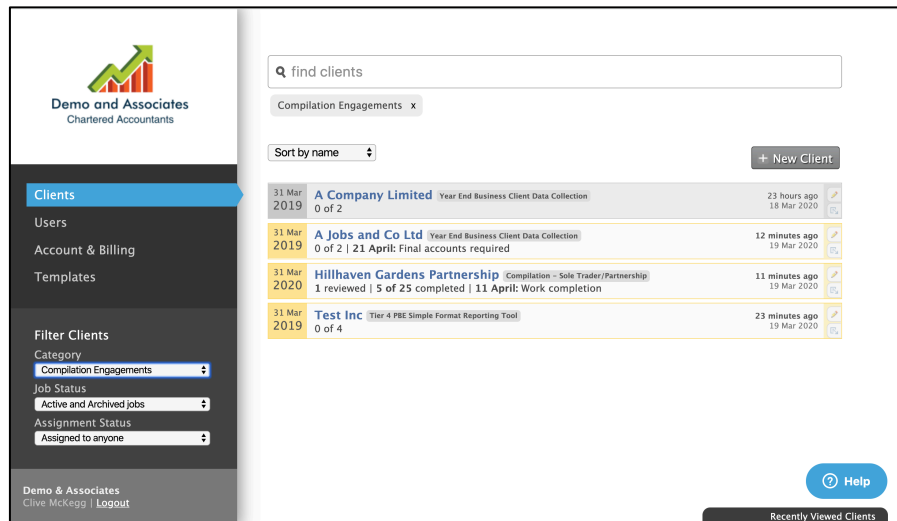 Demo and Associates
Chartered Accountants
Clients
Users
Account & Billing
Templates
Filter Clients
Category
Compilation Engagements
Job Status
Active and Archived jobs
Assignment Status
Assigned to anyone
Demo & Associates
Clive McKegg | Logout
find clients
Compilation Engagements x
Sort by name
+ New Client
31 Mar 2019
A Company Limited Year End Business Client Data Collection
0 of 2
23 hours ago
18 Mar 2020
31 Mar 2019
A Jobs and Co Ltd Year End Business Client Data Collection
0 of 2 | 21 April: Final accounts required
12 minutes ago
19 Mar 2020
31 Mar 2020
Hillhaven Gardens Partnership Compilation – Sole Trader/Partnership
1 reviewed | 5 of 25 completed | 11 April: Work completion
11 minutes ago
19 Mar 2020
31 Mar 2019
Test Inc Tier 4 PBE Simple Format Reporting Tool
0 of 4
23 minutes ago
19 Mar 2020
? Help
Recently Viewed Clients